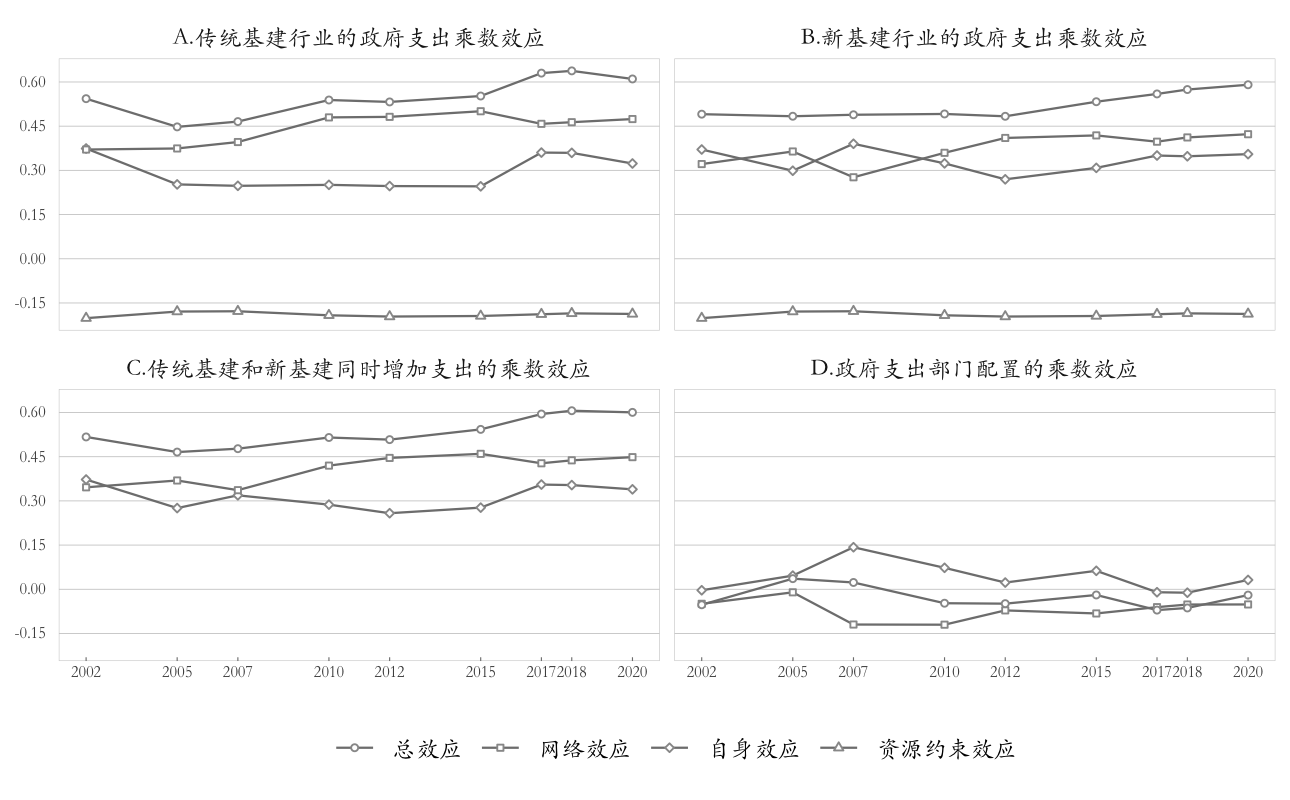 A.传统基建行业的政府支出乘数效应
B.新基建行业的政府支出乘数效应
0.60
0.45
0.30
0.15
0.00
-0.15
C.传统基建和新基建同时增加支出的乘数效应
D.政府支出部门配置的乘数效应
0.60
0.45
0.30
0.15
0.00
-0.15
2002 2005 2007 2010 2012 2015 2017 2018 2020
2002 2005 2007 2010 2012 2015 2017 2018 2020
总效应 网络效应 自身效应 资源约束效应